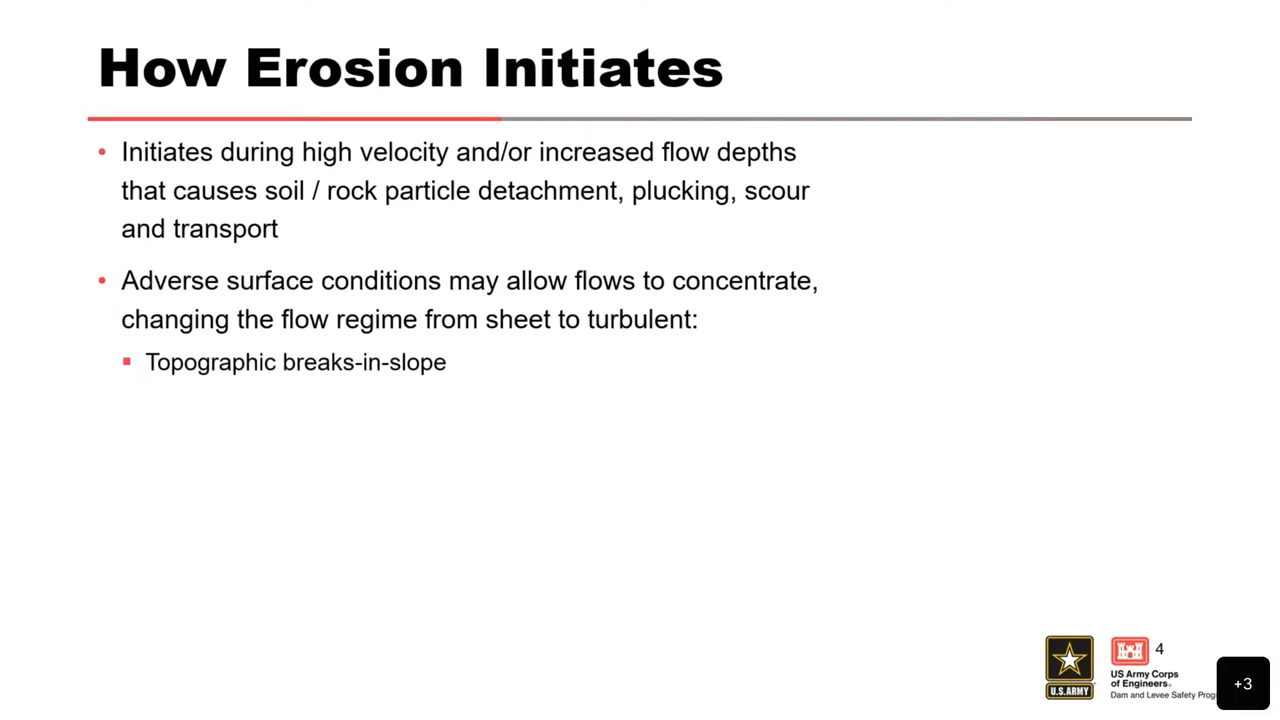 How Erosion Initiates
• Initiates during high velocity and/or increased flow depths
that causes soil / rock particle detachment, plucking, scour
and transport
• Adverse surface conditions may allow flows to concentrate,
changing the flow regime from sheet to turbulent:
▪ Topographic breaks-in-slope
4
U.S.ARMY
US Army Corps
of Engineers®
Dam and Levee Safety Prog
+3